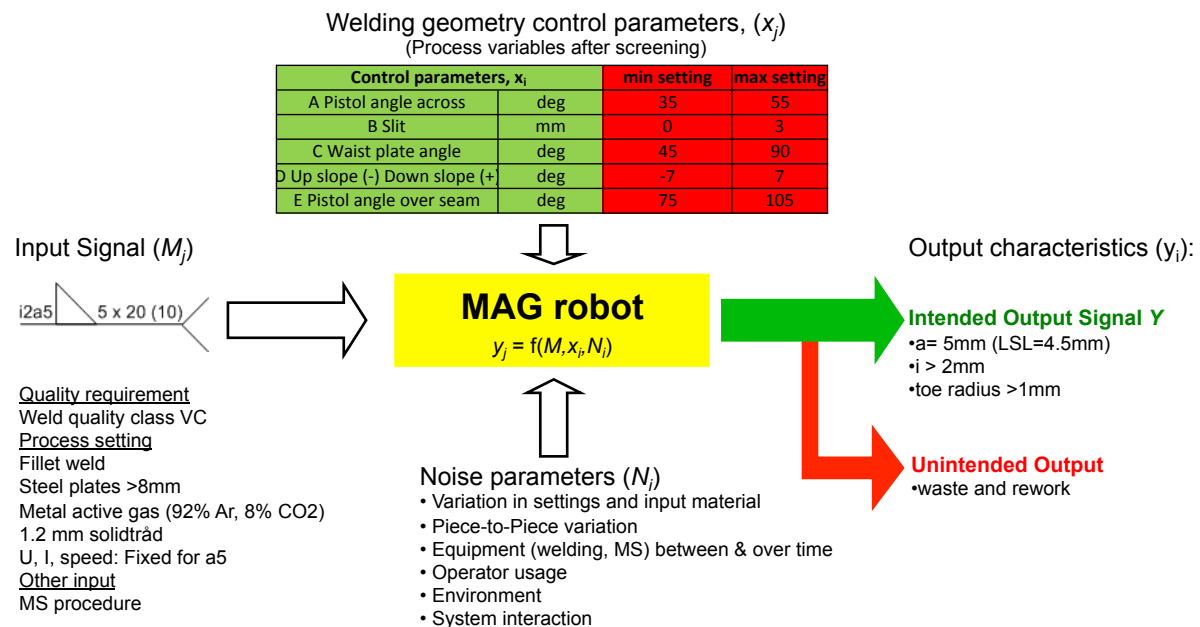 Welding geometry control parameters, (xj)
(Process variables after screening)
Control parameters, xi min setting max setting
A Pistol angle across deg 35 55
B Slit mm 0 3
C Waist plate angle deg 45 90
D Up slope (-) Down slope (+) deg -7 7
E Pistol angle over seam deg 75 105
Input Signal (Mj)
i2a5 5 x 20 (10)
Quality requirement
Weld quality class VC
Process setting
Fillet weld
Steel plates >8mm
Metal active gas (92% Ar, 8% CO2)
1.2 mm solidtråd
U, I, speed: Fixed for a5
Other input
MS procedure
MAG robot
yj = f(M,xi,Ni)
Noise parameters (Ni)
• Variation in settings and input material
• Piece-to-Piece variation
• Equipment (welding, MS) between & over time
• Operator usage
• Environment
• System interaction
Output characteristics (yi):
Intended Output Signal Y
•a= 5mm (LSL=4.5mm)
•i > 2mm
•toe radius >1mm
Unintended Output
•waste and rework